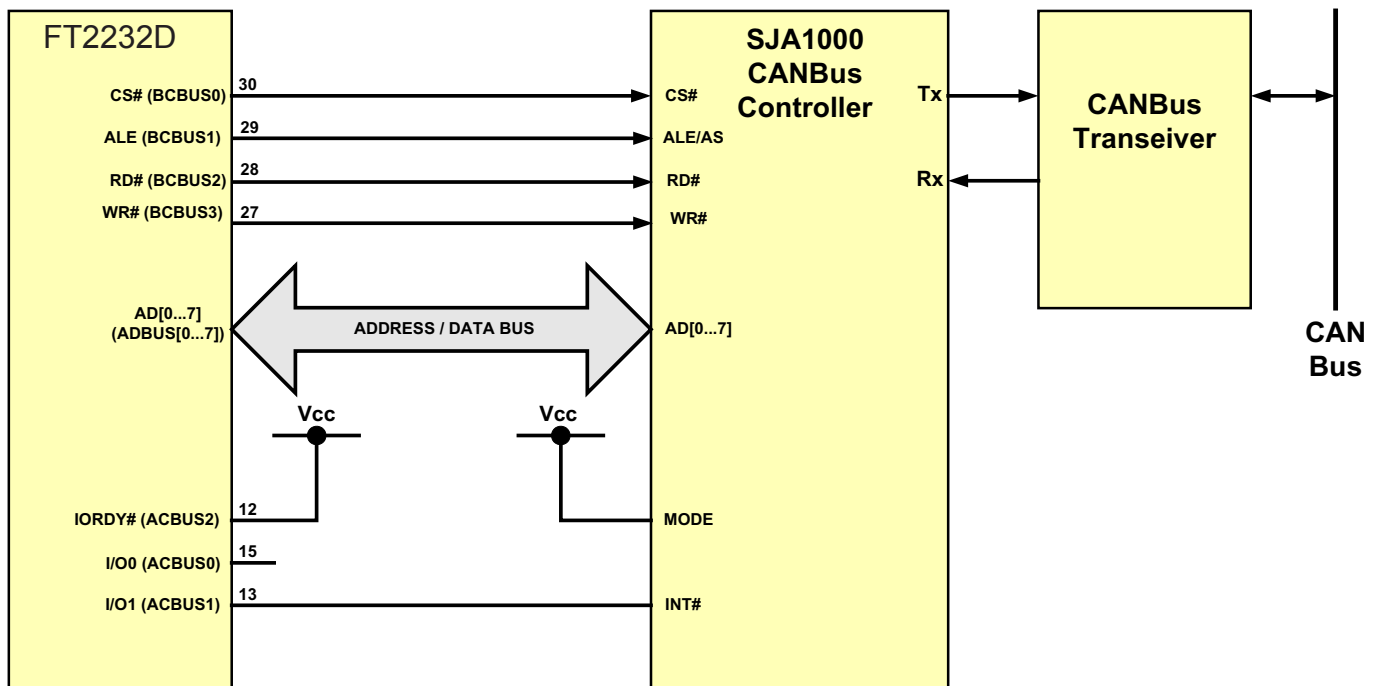 FT2232D
CS# (BCBUS0)
30
ALE (BCBUS1)
29
RD# (BCBUS2)
28
WR# (BCBUS3)
27
AD[0...7]
(ADBUS[0...7])
ADDRESS / DATA BUS
Vcc
Vcc
IORDY# (ACBUS2)
12
I/O0 (ACBUS0)
15
I/O1 (ACBUS1)
13
SJA1000
CANBus
Controller
CS#
ALE/AS
RD#
WR#
AD[0...7]
MODE
INT#
Tx
Rx
CANBus
Transeiver
CAN
Bus